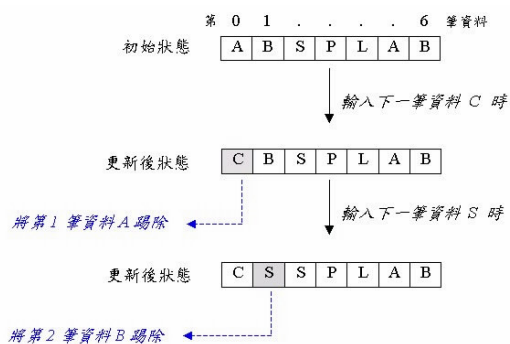 第 0 1 . . . . 6 筆資料
初始狀態 A B S P L A B
輸入下一筆資料 C 時
更新後狀態 C B S P L A B
將第1 筆資料A 踢除
輸入下一筆資料 S 時
更新後狀態 C S S P L A B
將第2 筆資料B 踢除